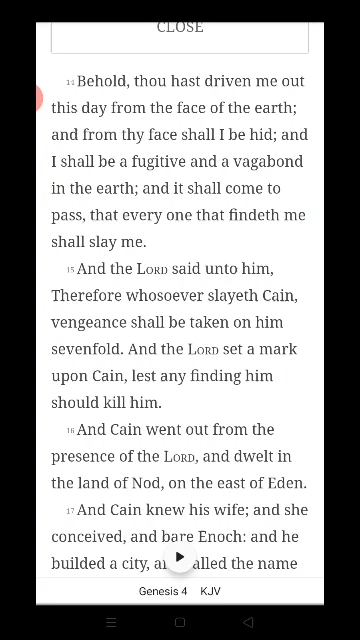 CLOSE
14 Behold, thou hast driven me out
this day from the face of the earth;
and from thy face shall I be hid; and
I shall be a fugitive and a vagabond
in the earth; and it shall come to
pass, that every one that findeth me
shall slay me.
15 And the LORD said unto him,
Therefore whosoever slayeth Cain,
vengeance shall be taken on him
sevenfold. And the LORD set a mark
upon Cain, lest any finding him
should kill him.
16 And Cain went out from the
presence of the LORD, and dwelt in
the land of Nod, on the east of Eden.
17 And Cain knew his wife; and she
conceived, and bare Enoch: and he
builded a city, alled the name
Genesis 4 KJV